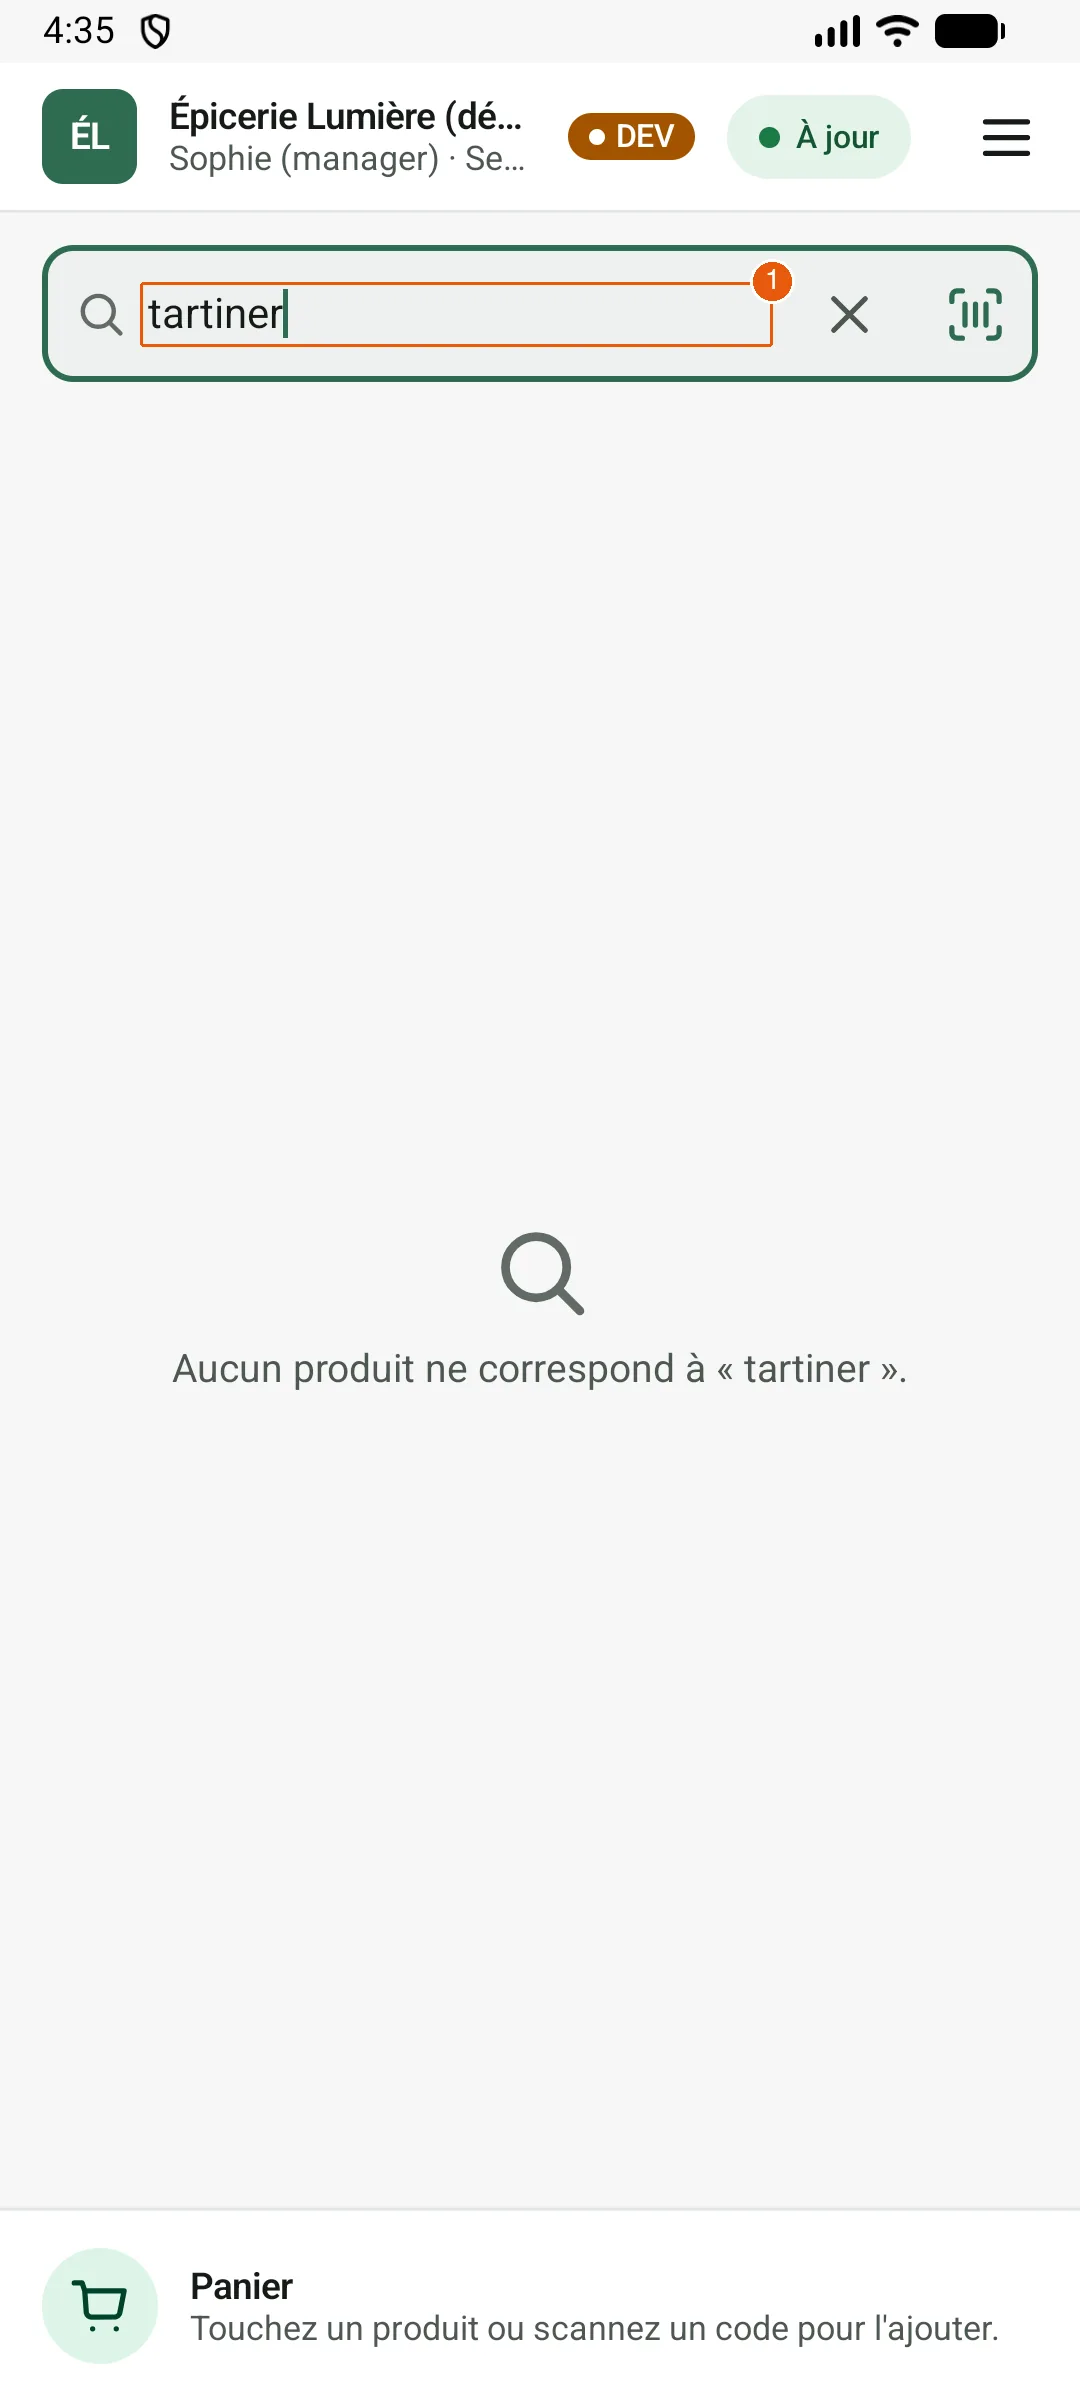 4:35
ÉL
Épicerie Lumière (dé...
Sophie (manager) · Se...
DEV
À jour
tartiner
1
Aucun produit ne correspond à « tartiner ».
Panier
Touchez un produit ou scannez un code pour l'ajouter.